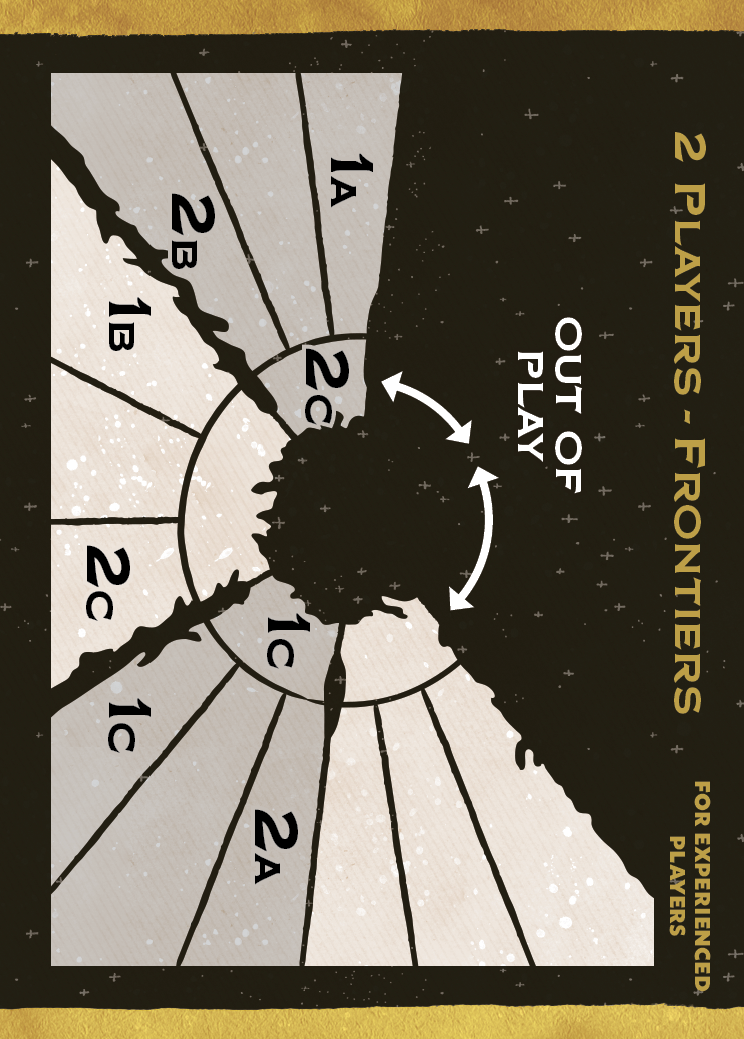 2 PLAYERS - FRONTIERS
FOR EXPERIENCED
PLAYERS
OUT OF
PLAY
1A
2B
1B
2C
2C
1C
1C
2A